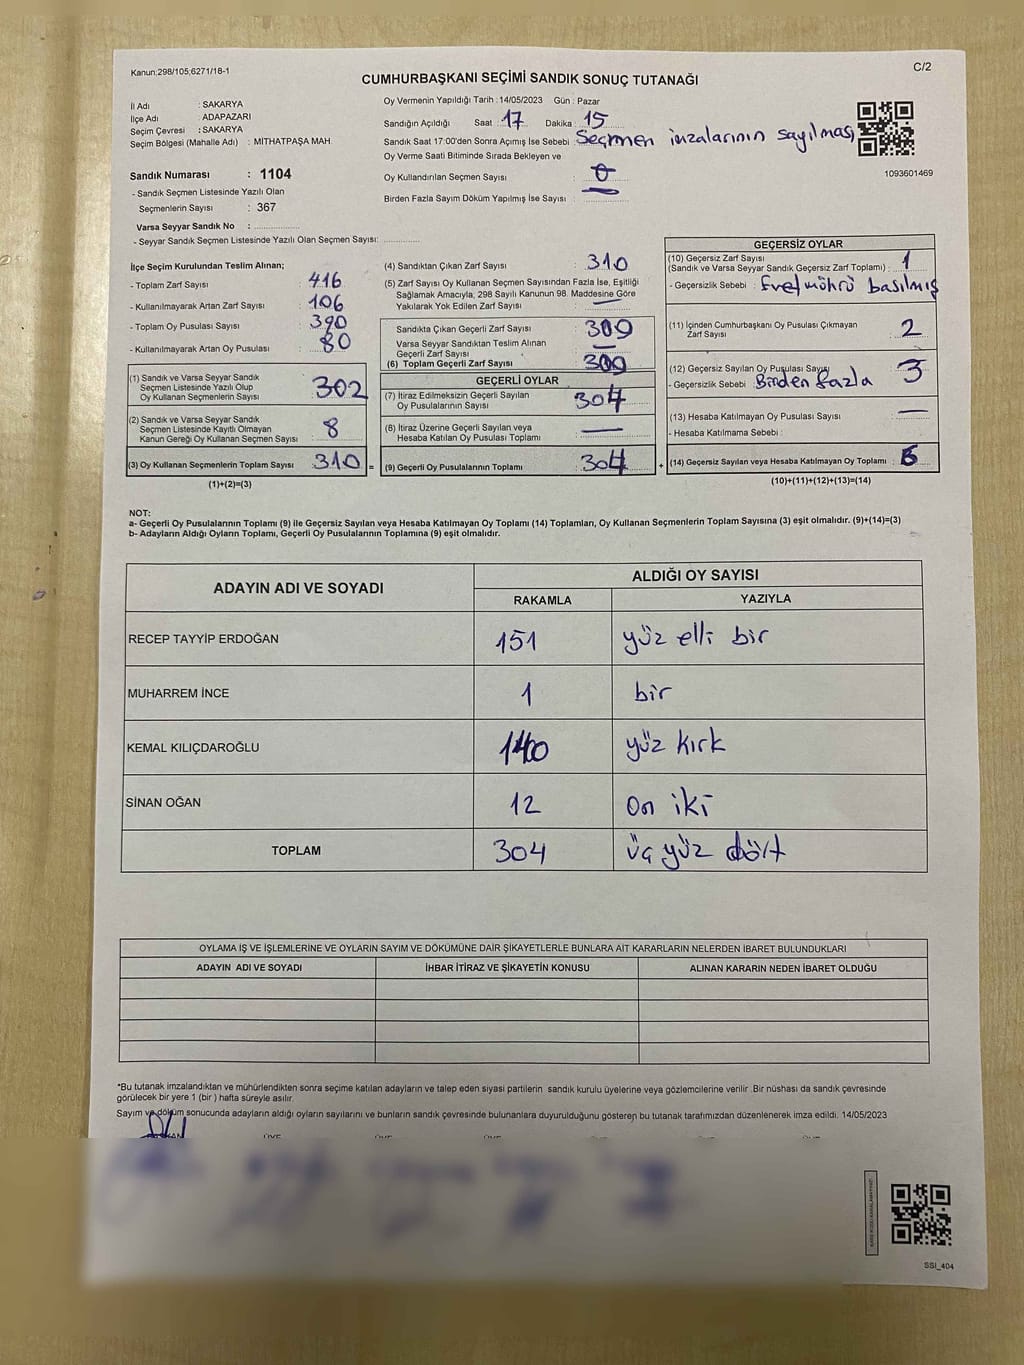 Kanun;298/105;6271/18-1
C/2
CUMHURBAŞKANI SEÇİMİ SANDIK SONUÇ TUTANAĞI
İl Adı : SAKARYA
İlçe Adı : ADAPAZARI
Seçim Çevresi : SAKARYA
Seçim Bölgesi (Mahalle Adı) : MİTHATPAŞA MAH.
Oy Vermenin Yapıldığı Tarih :14/05/2023 Gün : Pazar
Sandığın Açıldığı Saat : 17 Dakika : 15
Sandık Saat 17:00'den Sonra Açımış İse Sebebi : Seçmen imzalarının sayılması
Oy Verme Saati Bitiminde Sırada Bekleyen ve
Oy Kullandırılan Seçmen Sayısı : 0
Birden Fazla Sayım Döküm Yapılmış İse Sayısı :
1093601469
Sandık Numarası : 1104
- Sandık Seçmen Listesinde Yazılı Olan
Seçmenlerin Sayısı : 367
Varsa Seyyar Sandık No :
- Seyyar Sandık Seçmen Listesinde Yazılı Olan Seçmen Sayısı:
İlçe Seçim Kurulundan Teslim Alınan;
- Toplam Zarf Sayısı : 416
- Kullanılmayarak Artan Zarf Sayısı : 106
- Toplam Oy Pusulası Sayısı : 390
- Kullanılmayarak Artan Oy Pusulası : 80
(1) Sandık ve Varsa Seyyar Sandık
Seçmen Listesinde Yazılı Olup
Oy Kullanan Seçmenlerin Sayısı 302
(2) Sandık ve Varsa Seyyar Sandık
Seçmen Listesinde Kayıtlı Olmayan
Kanun Gereği Oy Kullanan Seçmen Sayısı 8
(3) Oy Kullanan Seçmenlerin Toplam Sayısı 310 =
(1)+(2)=(3)
(4) Sandıktan Çıkan Zarf Sayısı : 310
(5) Zarf Sayısı Oy Kullanan Seçmen Sayısından Fazla İse, Eşitliği
Sağlamak Amacıyla, 298 Sayılı Kanunun 98. Maddesine Göre
Yakılarak Yok Edilen Zarf Sayısı : —
Sandıkta Çıkan Geçerli Zarf Sayısı : 309
Varsa Seyyar Sandıktan Teslim Alınan
Geçerli Zarf Sayısı : —
(6) Toplam Geçerli Zarf Sayısı : 309
GEÇERLİ OYLAR
(7) İtiraz Edilmeksizin Geçerli Sayılan
Oy Pusulalarının Sayısı : 304
(8) İtiraz Üzerine Geçerli Sayılan veya
Hesaba Katılan Oy Pusulası Toplamı : —
(9) Geçerli Oy Pusulalarının Toplamı : 304 +
GEÇERSİZ OYLAR
(10) Geçersiz Zarf Sayısı
(Sandık ve Varsa Seyyar Sandık Geçersiz Zarf Toplamı) : 1
- Geçersizlik Sebebi : Evet mührü basılmış
(11) İçinden Cumhurbaşkanı Oy Pusulası Çıkmayan
Zarf Sayısı : 2
(12) Geçersiz Sayılan Oy Pusulası Sayısı : 3
- Geçersizlik Sebebi : Birden fazla
(13) Hesaba Katılmayan Oy Pusulası Sayısı : —
- Hesaba Katılmama Sebebi :
(14) Geçersiz Sayılan veya Hesaba Katılmayan Oy Toplamı : 6
(10)+(11)+(12)+(13)=(14)
NOT:
a- Geçerli Oy Pusulalarının Toplamı (9) ile Geçersiz Sayılan veya Hesaba Katılmayan Oy Toplamı (14) Toplamları, Oy Kullanan Seçmenlerin Toplam Sayısına (3) eşit olmalıdır. (9)+(14)=(3)
b- Adayların Aldığı Oyların Toplamı, Geçerli Oy Pusulalarının Toplamına (9) eşit olmalıdır.
ADAYIN ADI VE SOYADI
ALDIĞI OY SAYISI
RAKAMLA YAZIYLA
RECEP TAYYİP ERDOĞAN 151 yüz elli bir
MUHARREM İNCE 1 bir
KEMAL KILIÇDAROĞLU 140 yüz kırk
SİNAN OĞAN 12 on iki
TOPLAM 304 üç yüz dört
OYLAMA İŞ VE İŞLEMLERİNE VE OYLARIN SAYIM VE DÖKÜMÜNE DAİR ŞİKAYETLERLE BUNLARA AİT KARARLARIN NELERDEN İBARET BULUNDUKLARI
ADAYIN ADI VE SOYADI İHBAR İTİRAZ VE ŞİKAYETİN KONUSU ALINAN KARARIN NEDEN İBARET OLDUĞU
*Bu tutanak imzalandıktan ve mühürlendikten sonra seçime katılan adayların ve talep eden siyasi partilerin sandık kurulu üyelerine veya gözlemcilerine verilir. Bir nüshası da sandık çevresinde
görülecek bir yere 1 (bir ) hafta süreyle asılır.
Sayım ve döküm sonucunda adayların aldığı oyların sayılarını ve bunların sandık çevresinde bulunanlara duyurulduğunu gösteren bu tutanak tarafımızdan düzenlenerek imza edildi. 14/05/2023
SSI_404